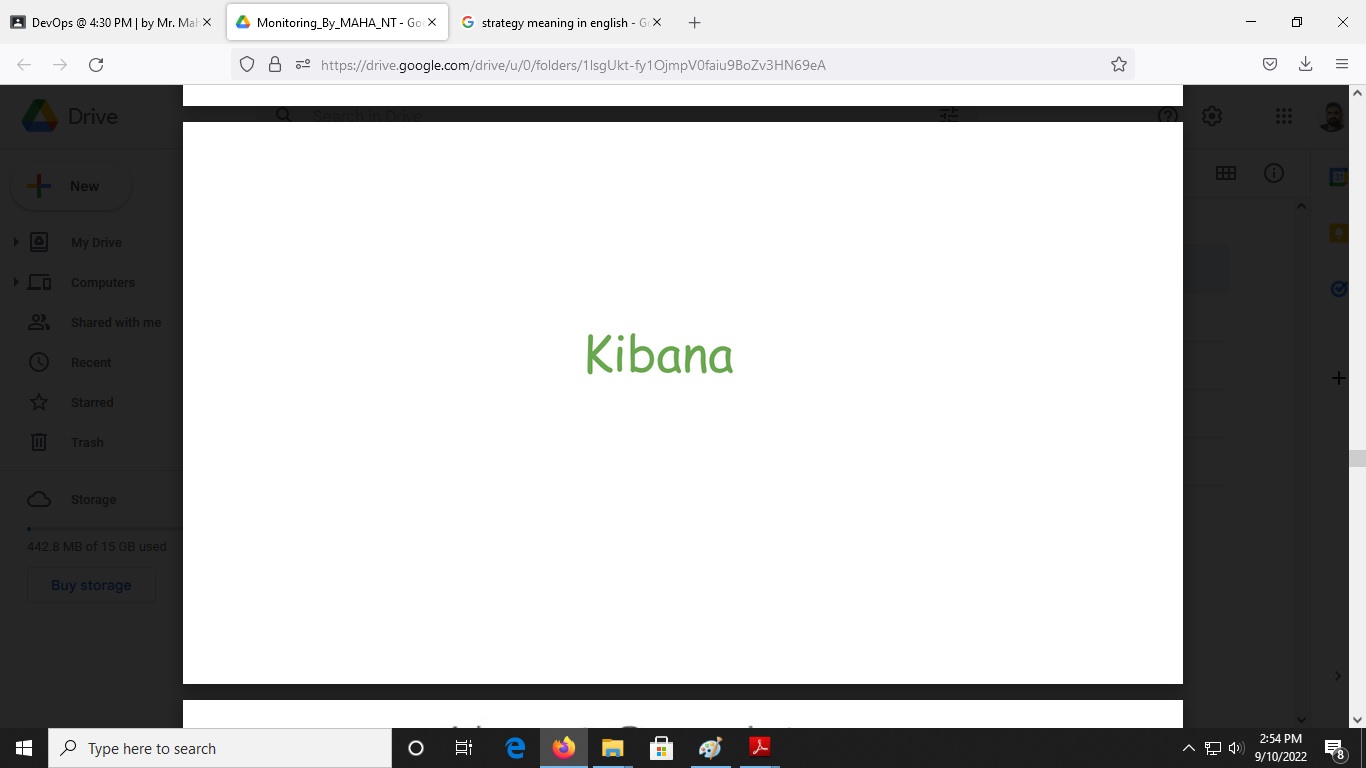 DevOps @ 4:30 PM | by Mr. Mah
Monitoring_By_MAHA_NT - Goo
strategy meaning in english - Go
https://drive.google.com/drive/u/0/folders/1lsgUkt-fy1OjmpV0faiu9BoZv3HN69eA
Drive
Search in Drive
New
My Drive
Computers
Shared with me
Recent
Starred
Trash
Storage
442.8 MB of 15 GB used
Buy storage
Kibana
Type here to search
2:54 PM
9/10/2022
8